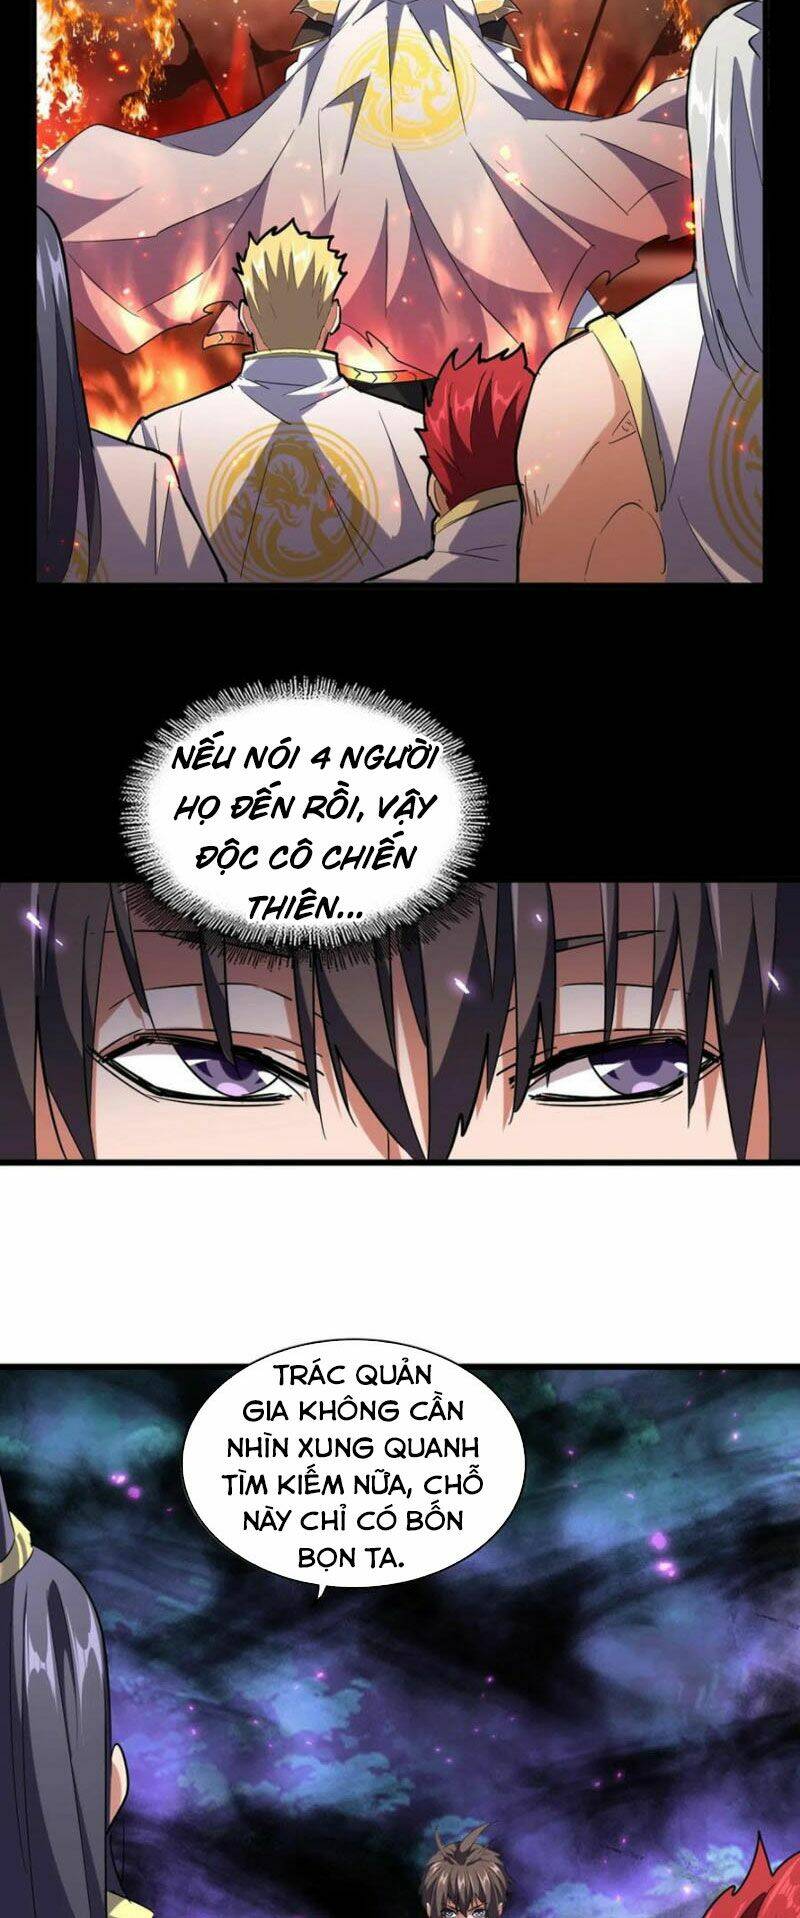 NẾU NÓI 4 NGƯỜI
HỌ ĐẾN RỒI, VẬY
ĐỘC CÔ CHIẾN
THIÊN...
TRÁC QUẢN
GIA KHÔNG CẦN
NHÌN XUNG QUANH
TÌM KIẾM NỮA, CHỖ
NÀY CHỈ CÓ BỐN
BỌN TA.